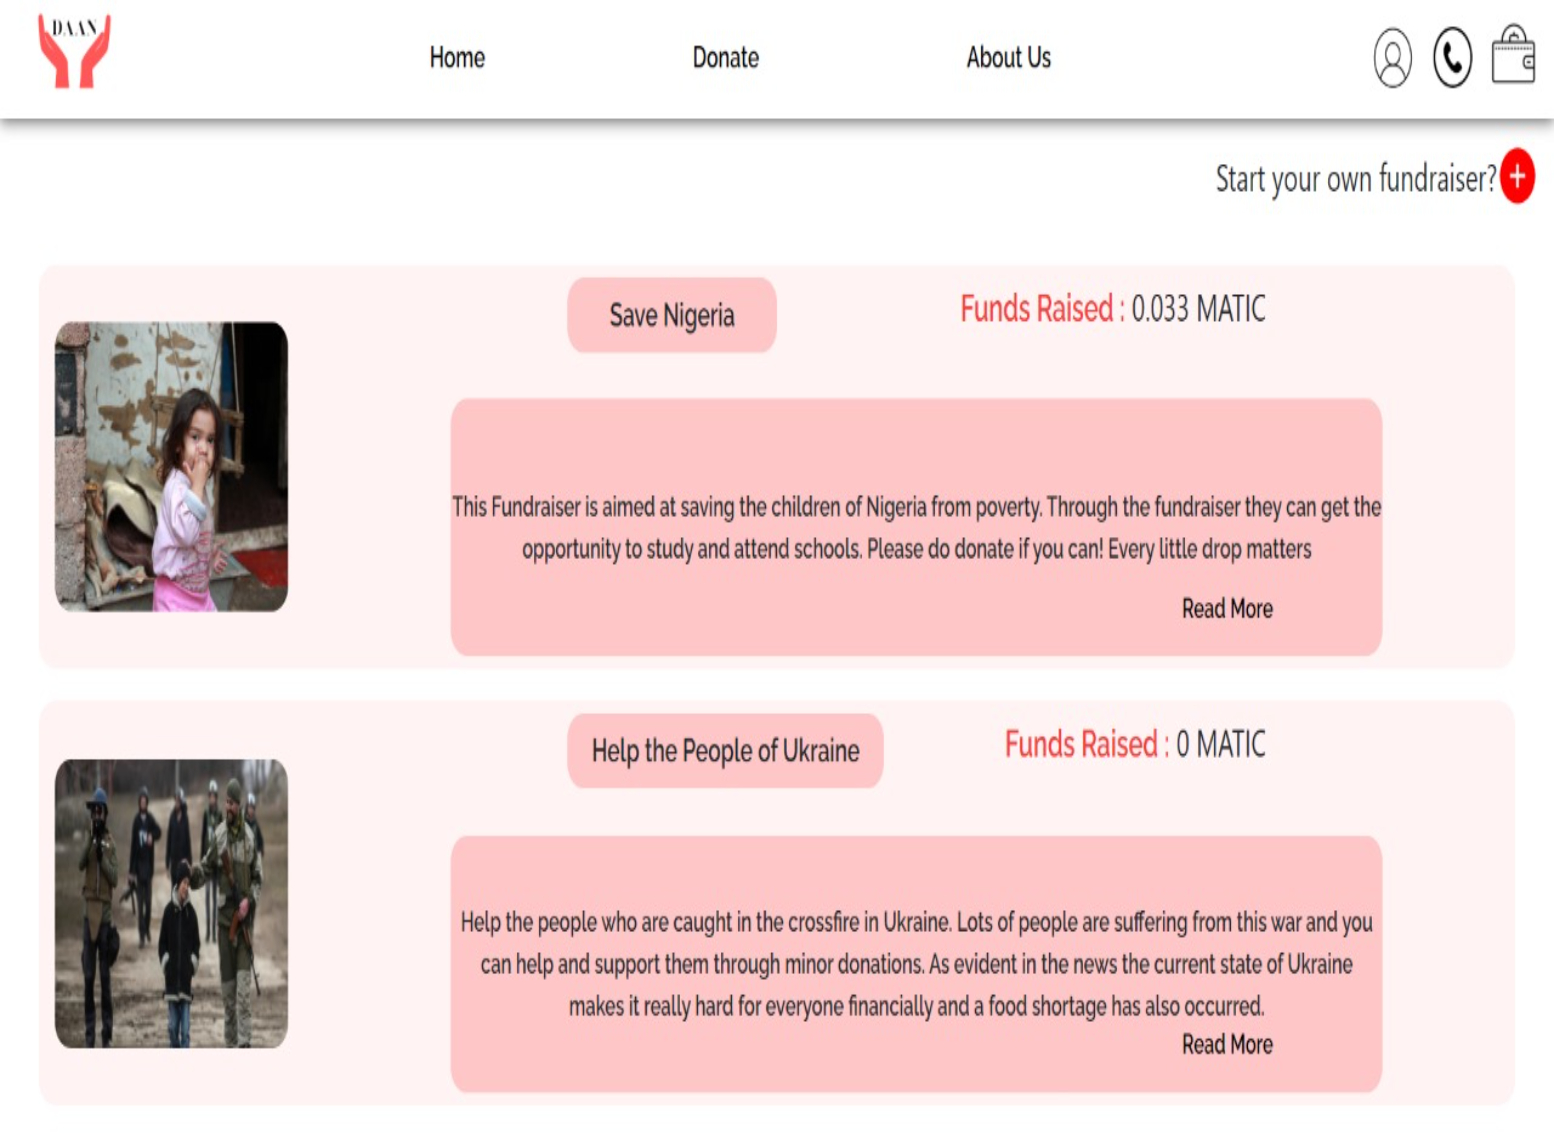 DAAN
Home
Donate
About Us
Start your own fundraiser?
+
Save Nigeria
Funds Raised : 0.033 MATIC
This Fundraiser is aimed at saving the children of Nigeria from poverty. Through the fundraiser they can get the
opportunity to study and attend schools. Please do donate if you can! Every little drop matters
Read More
Help the People of Ukraine
Funds Raised : 0 MATIC
Help the people who are caught in the crossfire in Ukraine. Lots of people are suffering from this war and you
can help and support them through minor donations. As evident in the news the current state of Ukraine
makes it really hard for everyone financially and a food shortage has also occurred.
Read More